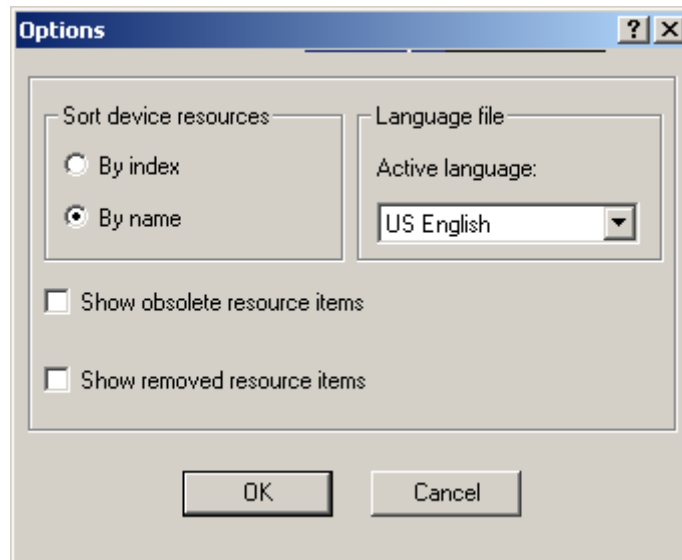 Options
Sort device resources
By index
By name
Language file
Active language:
US English
Show obsolete resource items
Show removed resource items
OK
Cancel